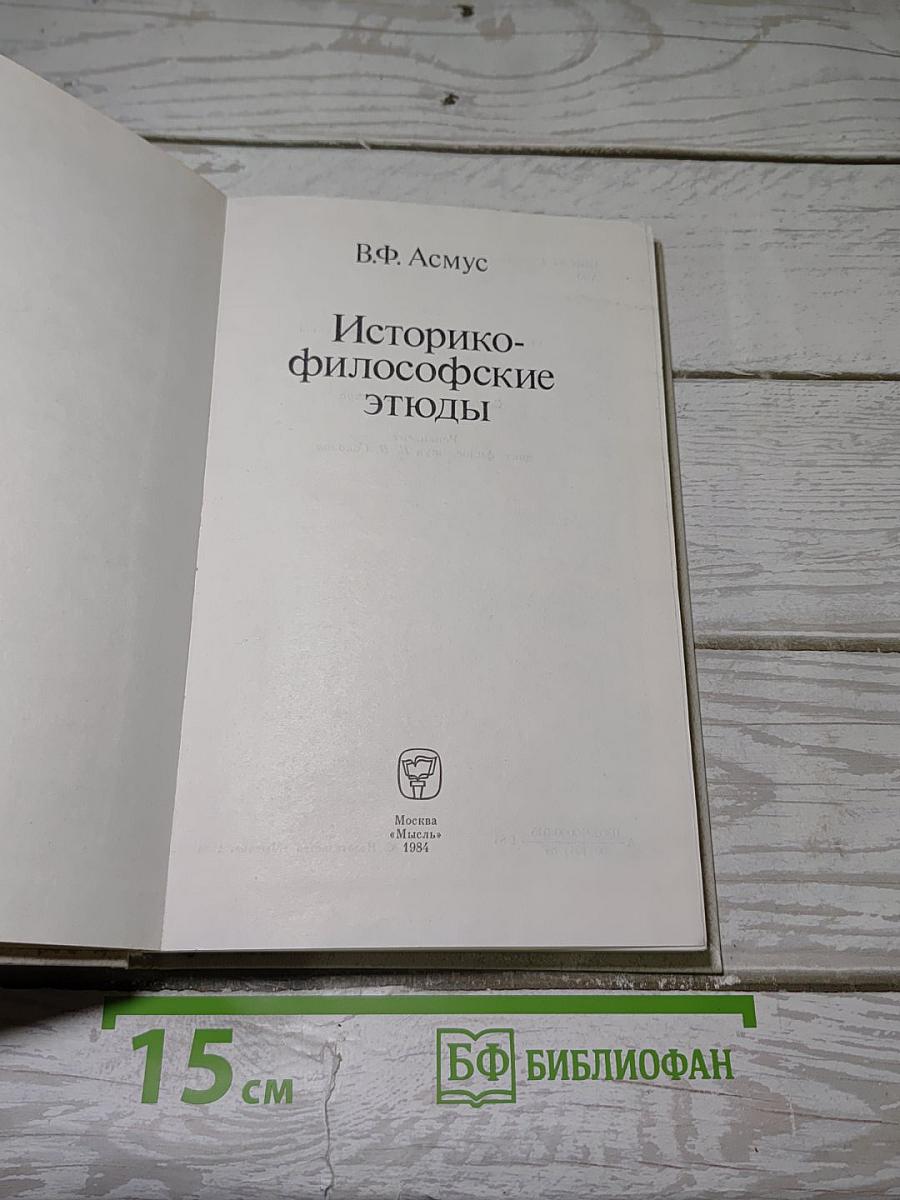 В.Ф. Асмус
Историко-
философские
этюды
Москва
«Мысль»
1984
15 см
БФ БИБЛИОФАН